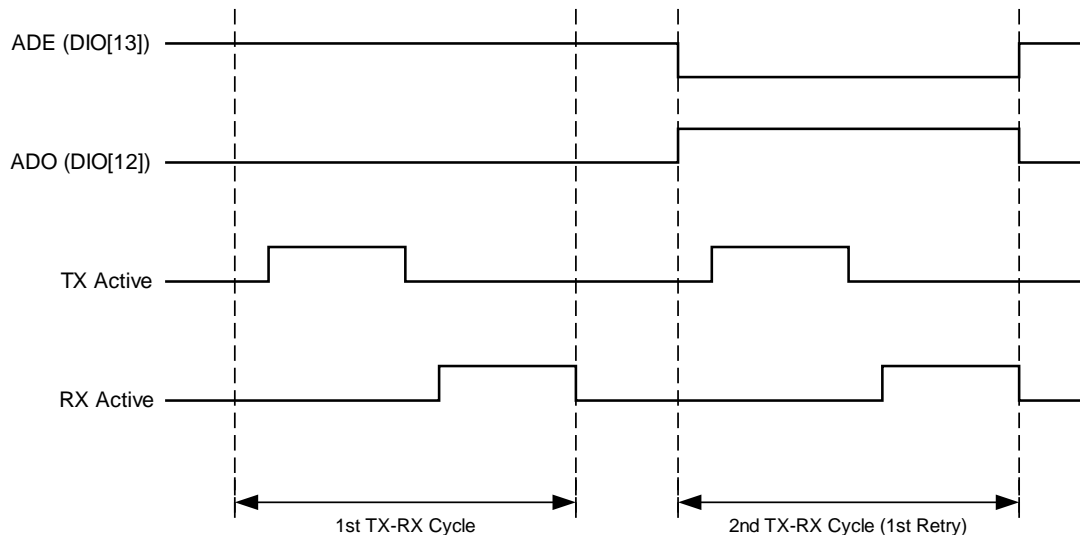 ADE (DIO[13])
ADO (DIO[12])
TX Active
RX Active
1st TX-RX Cycle
2nd TX-RX Cycle (1st Retry)